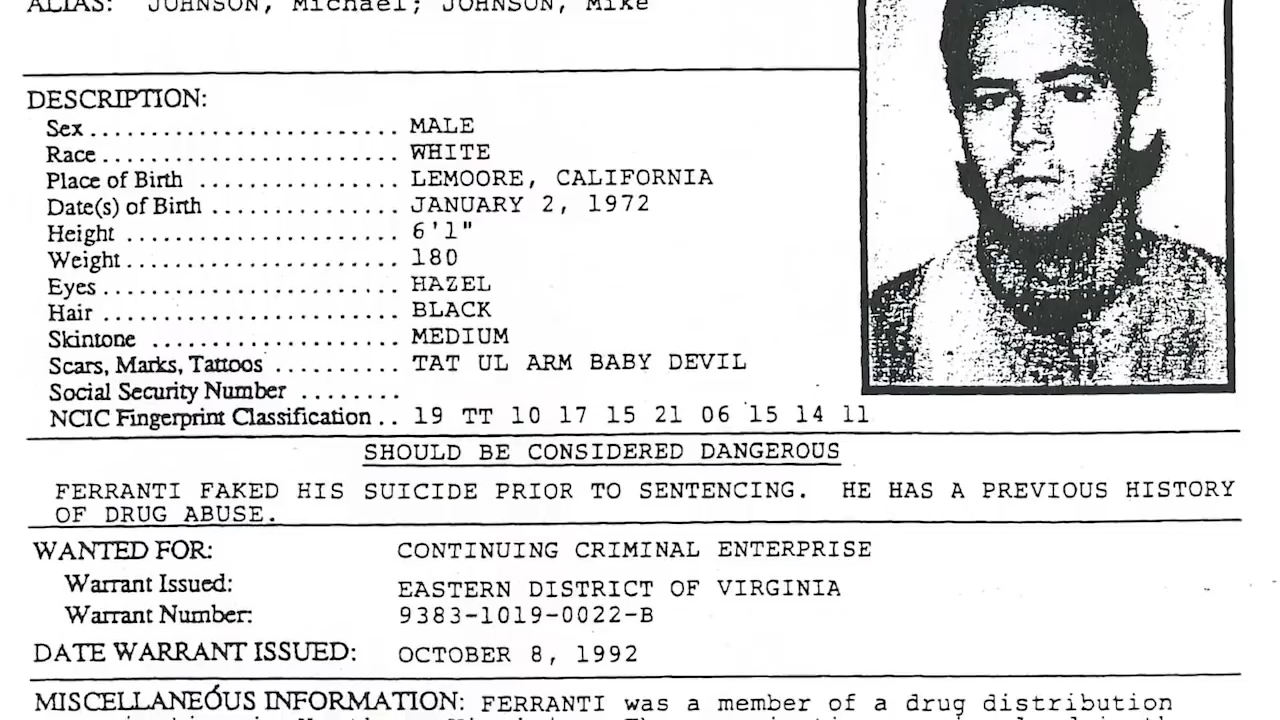 ALIAS: JOHNSON, Michael; JOHNSON, Mike
DESCRIPTION:
Sex .......................... MALE
Race ......................... WHITE
Place of Birth ................. LEMOORE, CALIFORNIA
Date(s) of Birth ................ JANUARY 2, 1972
Height ....................... 6'1"
Weight ....................... 180
Eyes ......................... HAZEL
Hair ......................... BLACK
Skintone ..................... MEDIUM
Scars, Marks, Tattoos .......... TAT UL ARM BABY DEVIL
Social Security Number ........
NCIC Fingerprint Classification .. 19 TT 10 17 15 21 06 15 14 11
SHOULD BE CONSIDERED DANGEROUS
FERRANTI FAKED HIS SUICIDE PRIOR TO SENTENCING. HE HAS A PREVIOUS HISTORY
OF DRUG ABUSE.
WANTED FOR: CONTINUING CRIMINAL ENTERPRISE
Warrant Issued: EASTERN DISTRICT OF VIRGINIA
Warrant Number: 9383-1019-0022-B
DATE WARRANT ISSUED: OCTOBER 8, 1992
MISCELLANEOUS INFORMATION: FERRANTI was a member of a drug distribution